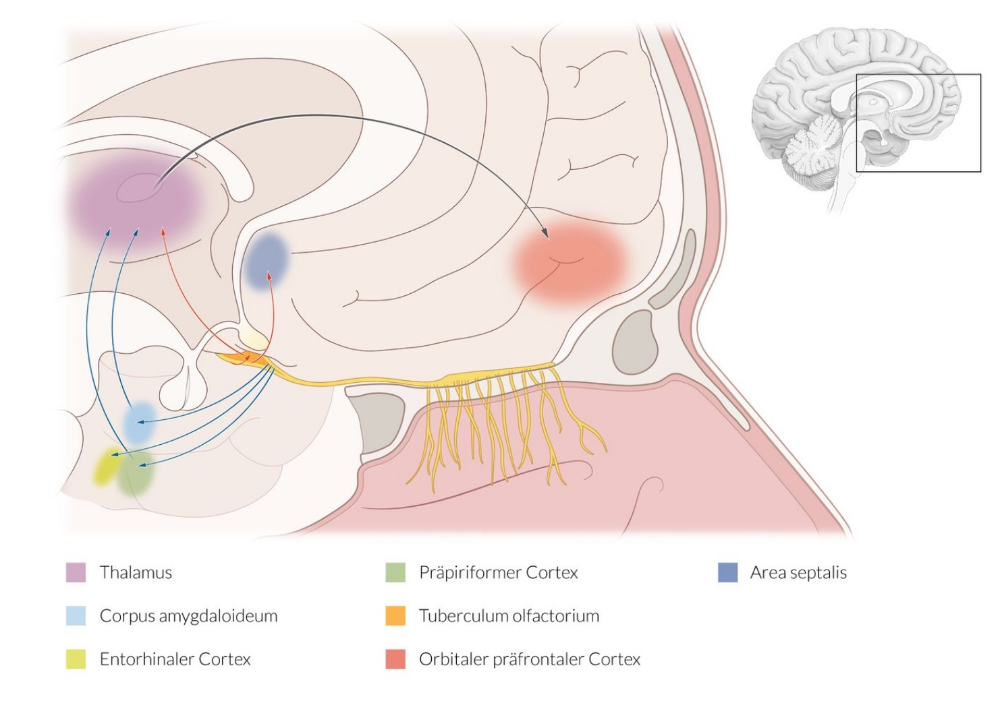 Thalamus
Präpiriformer Cortex
Area septalis
Corpus amygdaloideum
Tuberculum olfactorium
Entorhinaler Cortex
Orbitaler präfrontaler Cortex